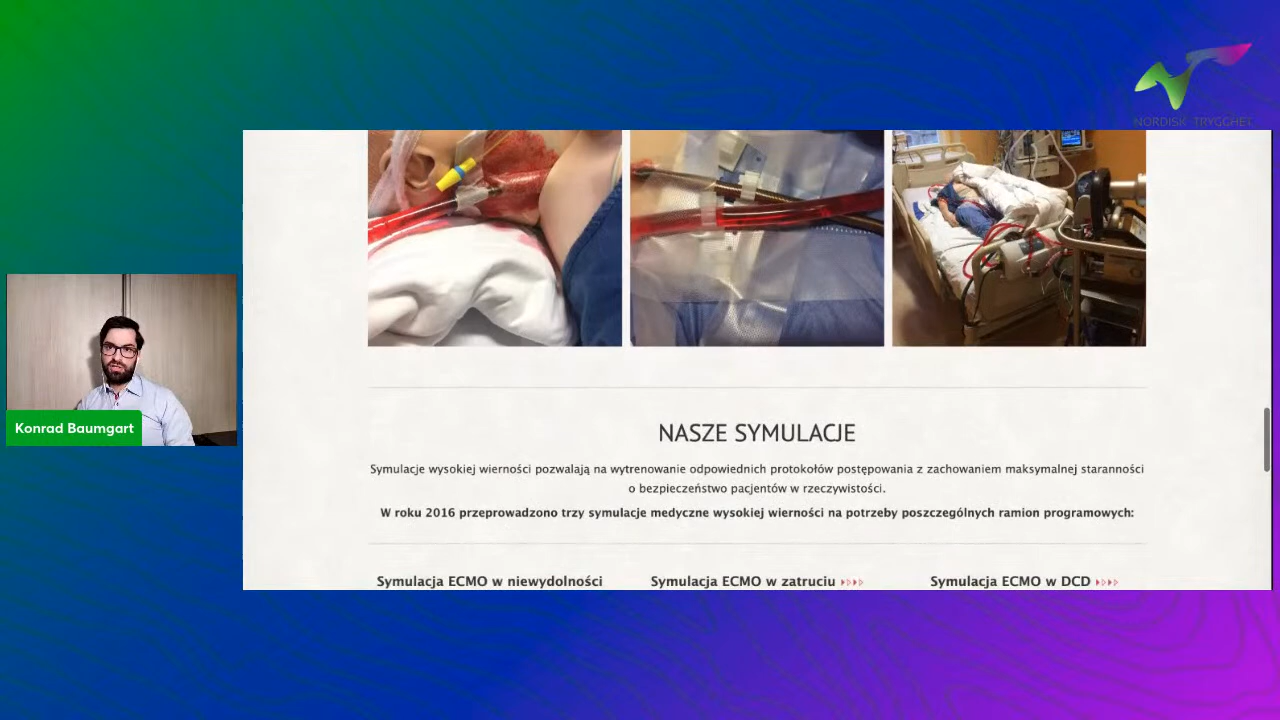 NORDISK TRYGGHET
Konrad Baumgart
NASZE SYMULACJE
Symulacje wysokiej wierności pozwalają na wytrenowanie odpowiednich protokołów postępowania z zachowaniem maksymalnej staranności
o bezpieczeństwo pacjentów w rzeczywistości.
W roku 2016 przeprowadzono trzy symulacje medyczne wysokiej wierności na potrzeby poszczególnych ramion programowych:
Symulacja ECMO w niewydolności
Symulacja ECMO w zatruciu
Symulacja ECMO w DCD